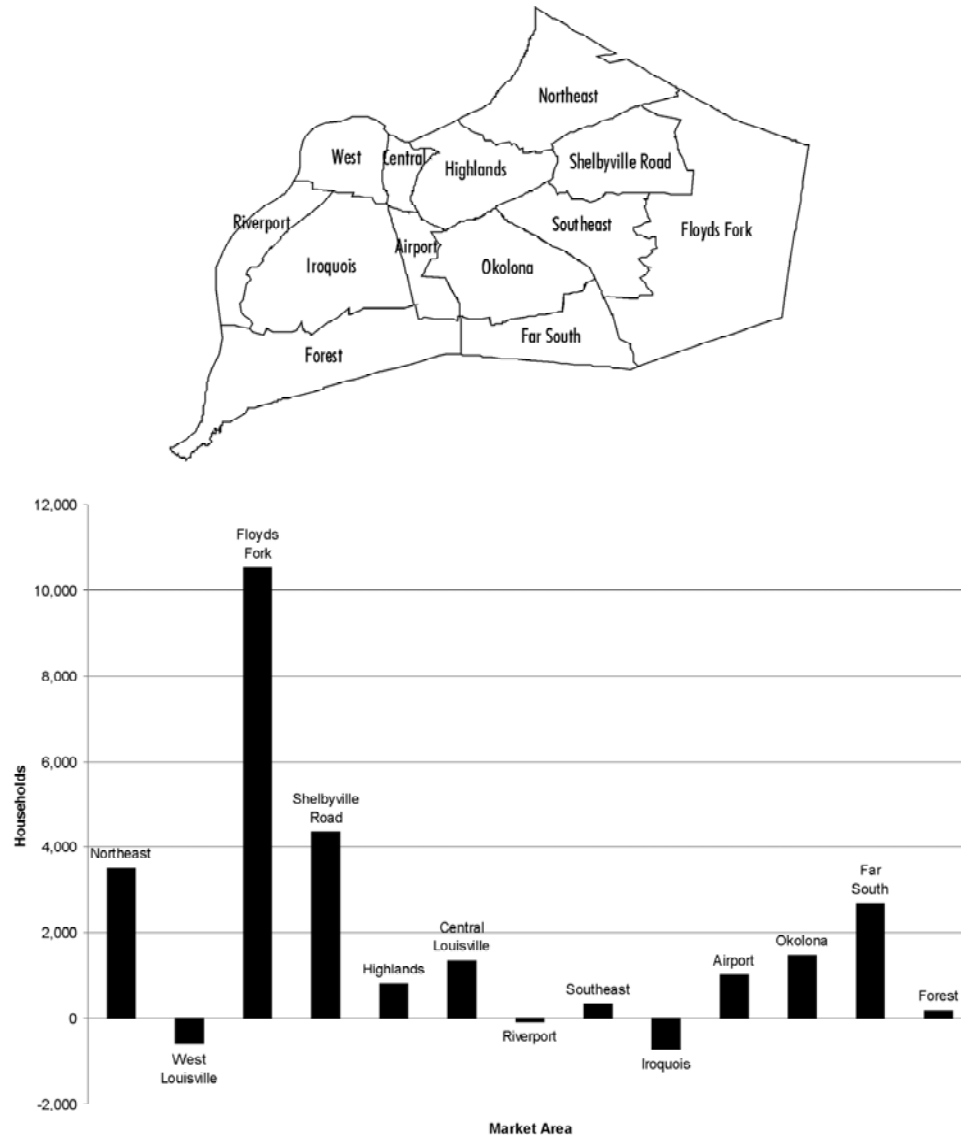 Northeast
West
Central
Highlands
Shelbyville Road
Riverport
Airport
Southeast
Floyds Fork
Iroquois
Okolona
Far South
Forest
12,000
10,000
8,000
6,000
4,000
2,000
0
-2,000
Households
Northeast
West
Louisville
Floyds
Fork
Shelbyville
Road
Highlands
Central
Louisville
Riverport
Southeast
Iroquois
Airport
Okolona
Far
South
Forest
Market Area